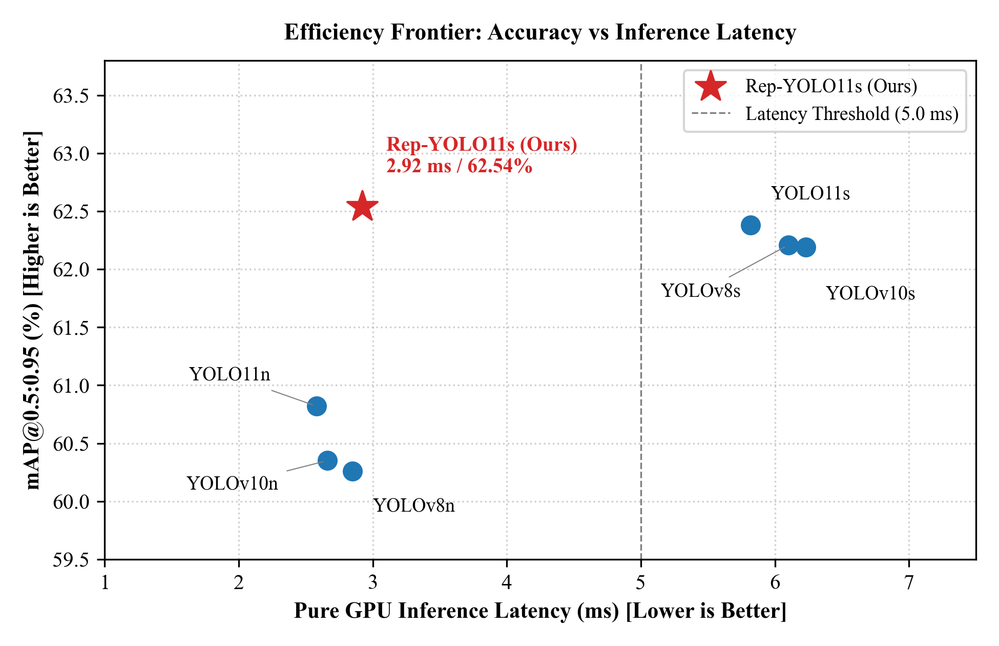 Efficiency Frontier: Accuracy vs Inference Latency
Rep-YOLO11s (Ours)
Latency Threshold (5.0 ms)
mAP@0.5:0.95 (%) [Higher is Better]
63.5
63.0
62.5
62.0
61.5
61.0
60.5
60.0
59.5
Rep-YOLO11s (Ours)
2.92 ms / 62.54%
YOLO11s
YOLOv8s
YOLOv10s
YOLO11n
YOLOv10n
YOLOv8n
1
2
3
4
5
6
7
Pure GPU Inference Latency (ms) [Lower is Better]